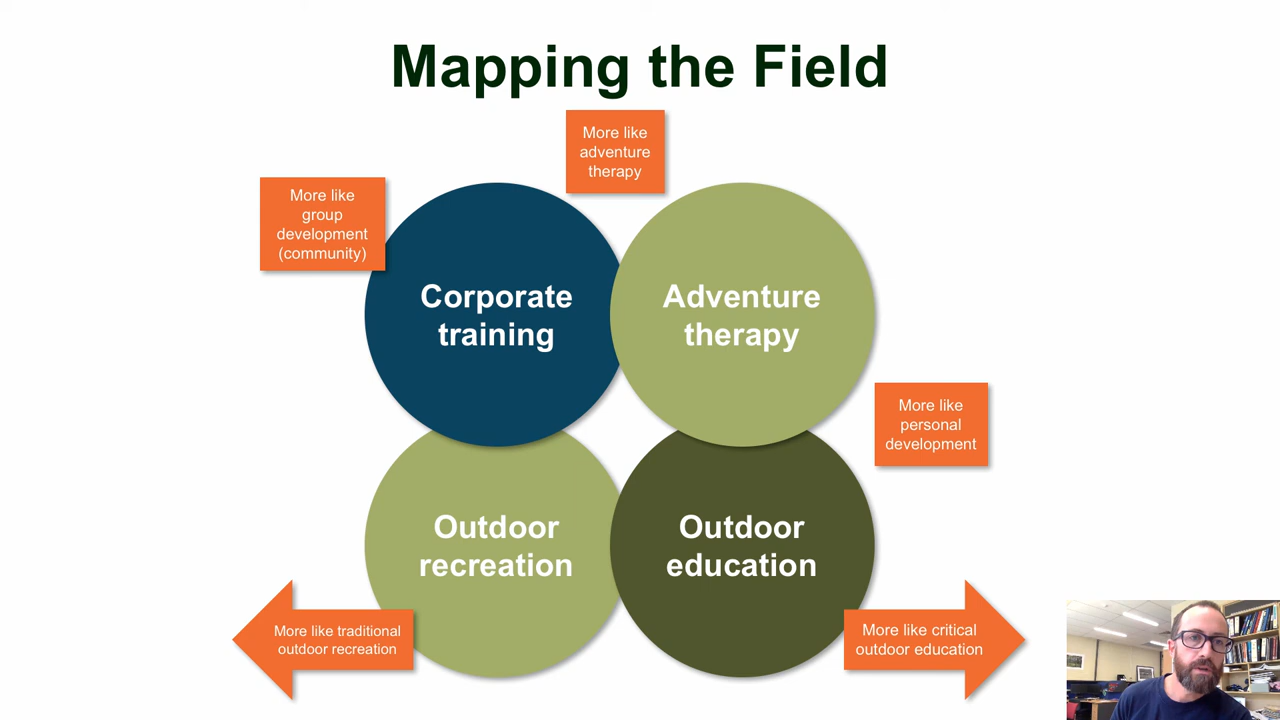 Mapping the Field
More like
adventure
therapy
More like
group
development
(community)
Corporate
training
Adventure
therapy
More like
personal
development
Outdoor
recreation
Outdoor
education
More like traditional
outdoor recreation
More like critical
outdoor education